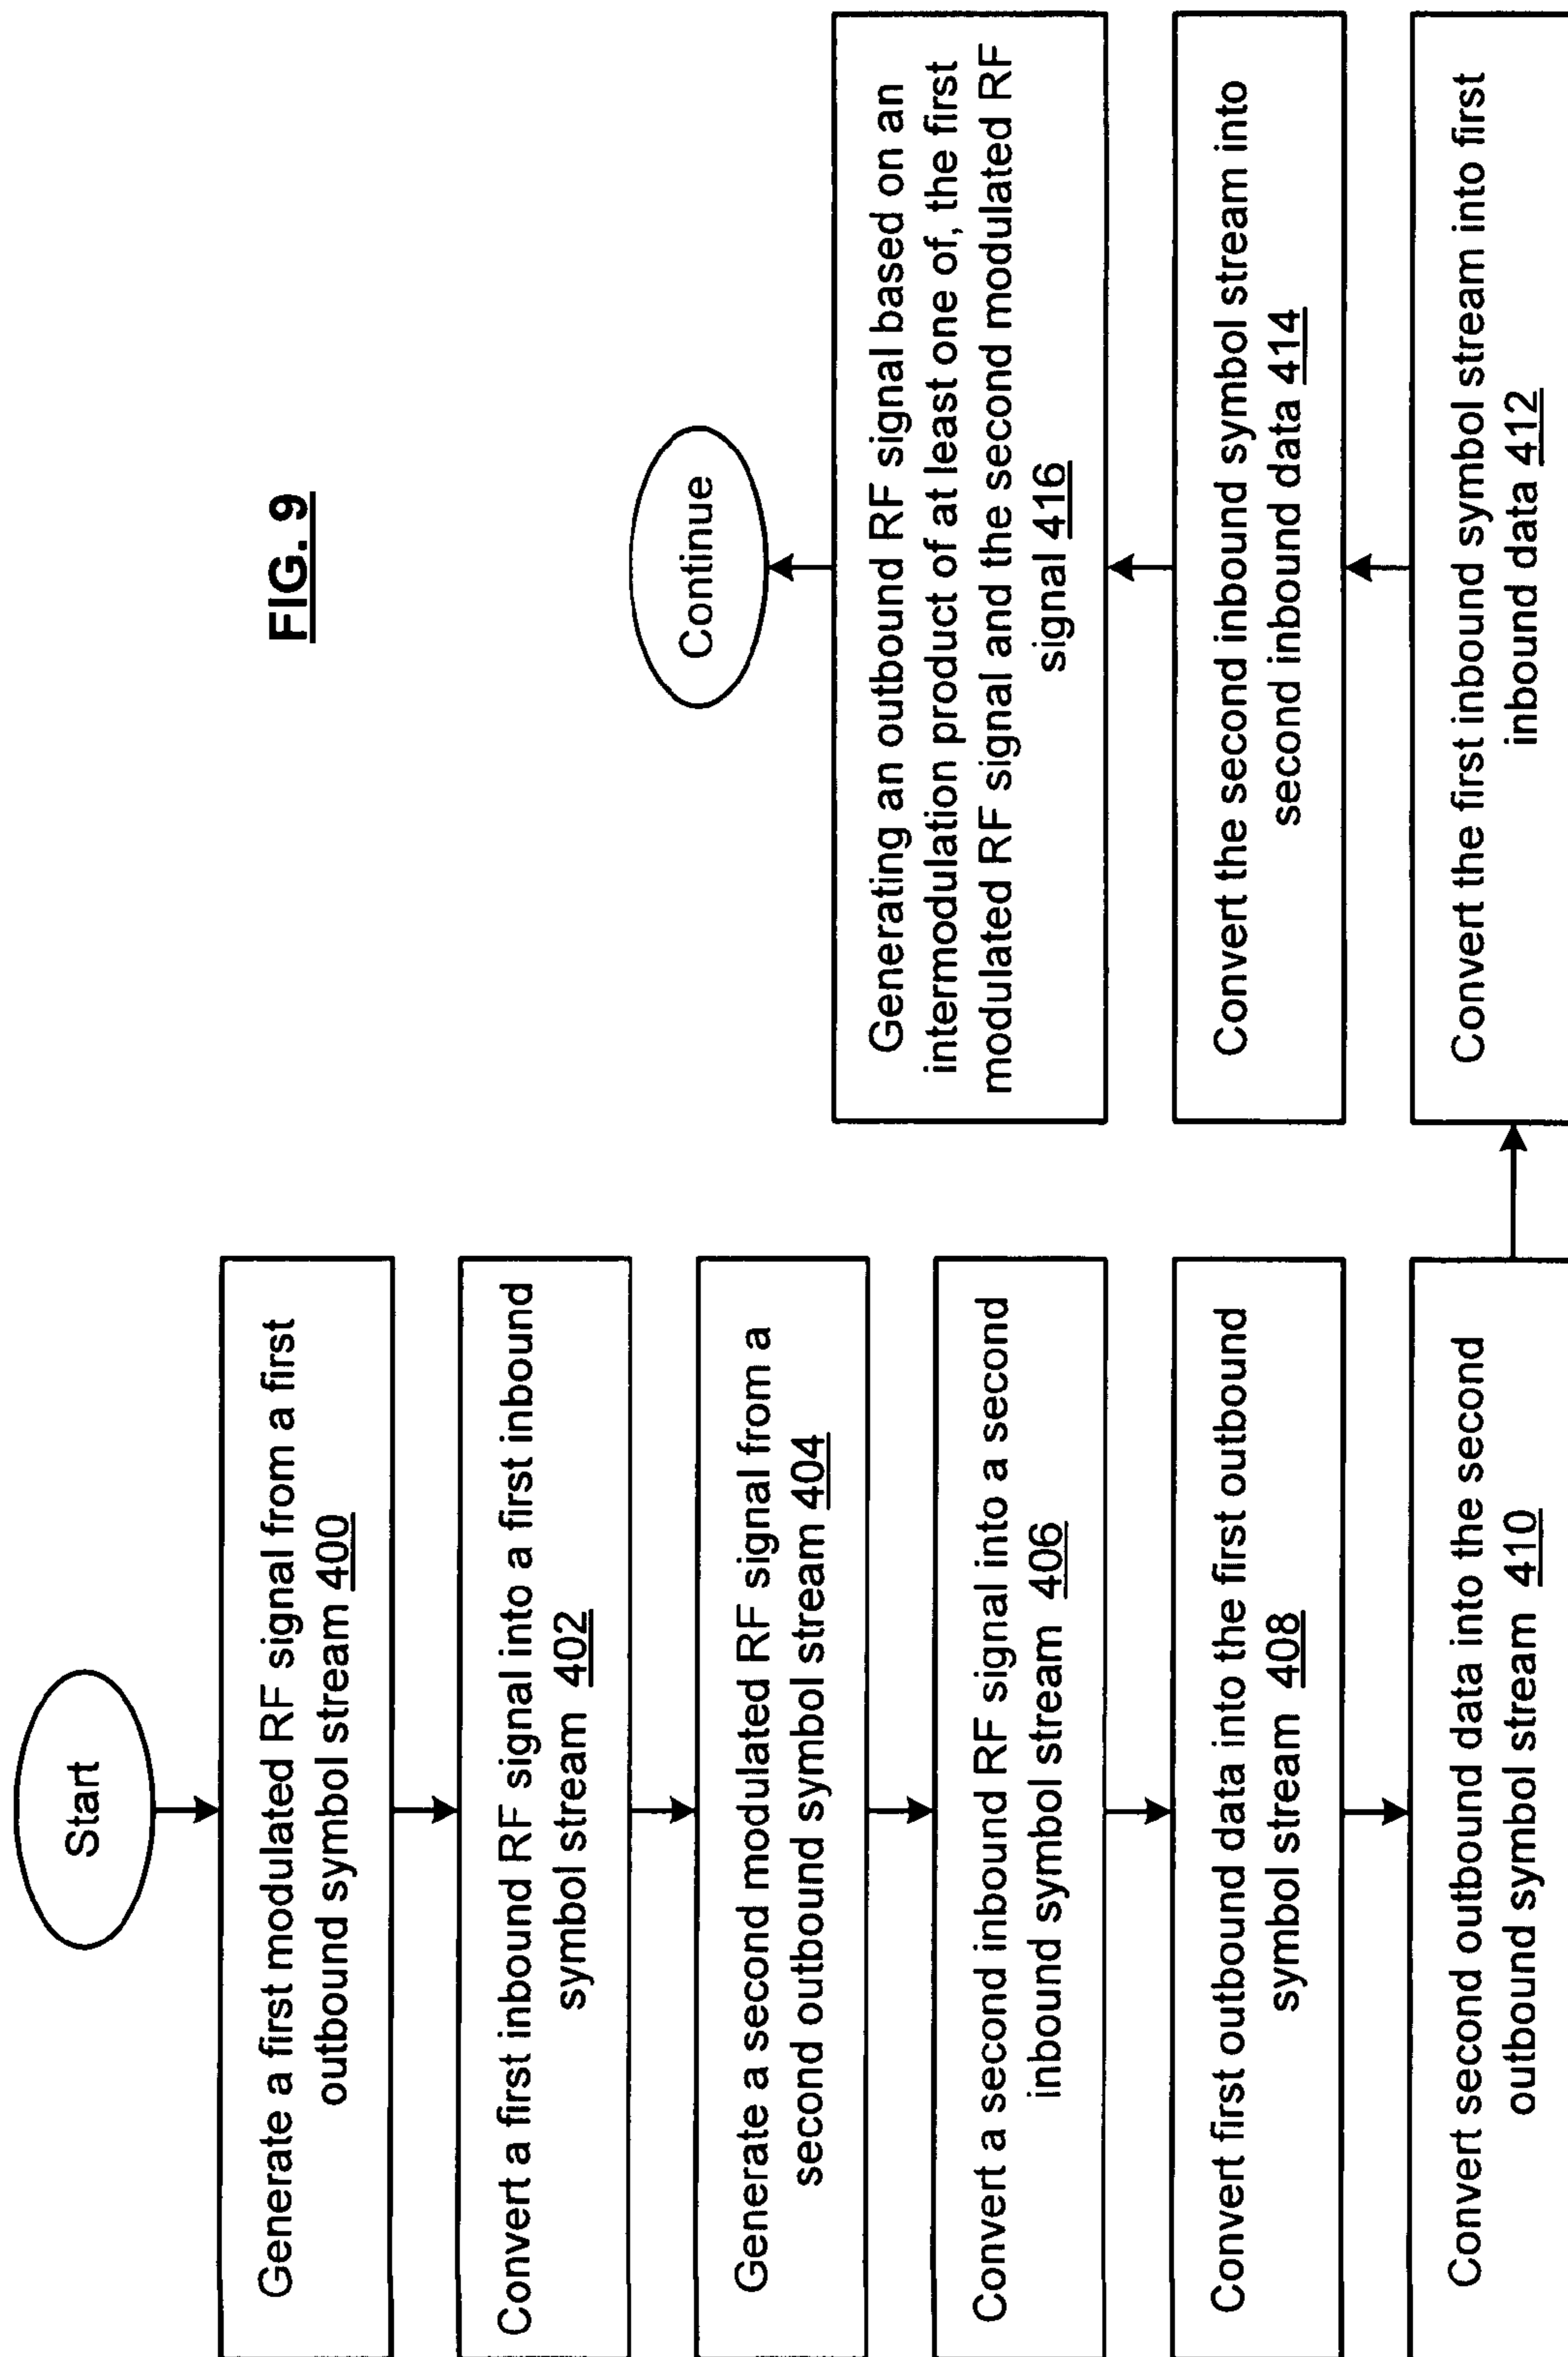 Start
Generate a first modulated RF signal from a first
outbound symbol stream 400
Convert a first inbound RF signal into a first inbound
symbol stream 402
Generate a second modulated RF signal from a
second outbound symbol stream 404
Convert a second inbound RF signal into a second
inbound symbol stream 406
Convert first outbound data into the first outbound
symbol stream 408
Convert second outbound data into the second
outbound symbol stream 410
Convert the first inbound symbol stream into first
inbound data 412
Convert the second inbound symbol stream into
second inbound data 414
Generating an outbound RF signal based on an
intermodulation product of at least one of, the first
modulated RF signal and the second modulated RF
signal 416
Continue
FIG. 9